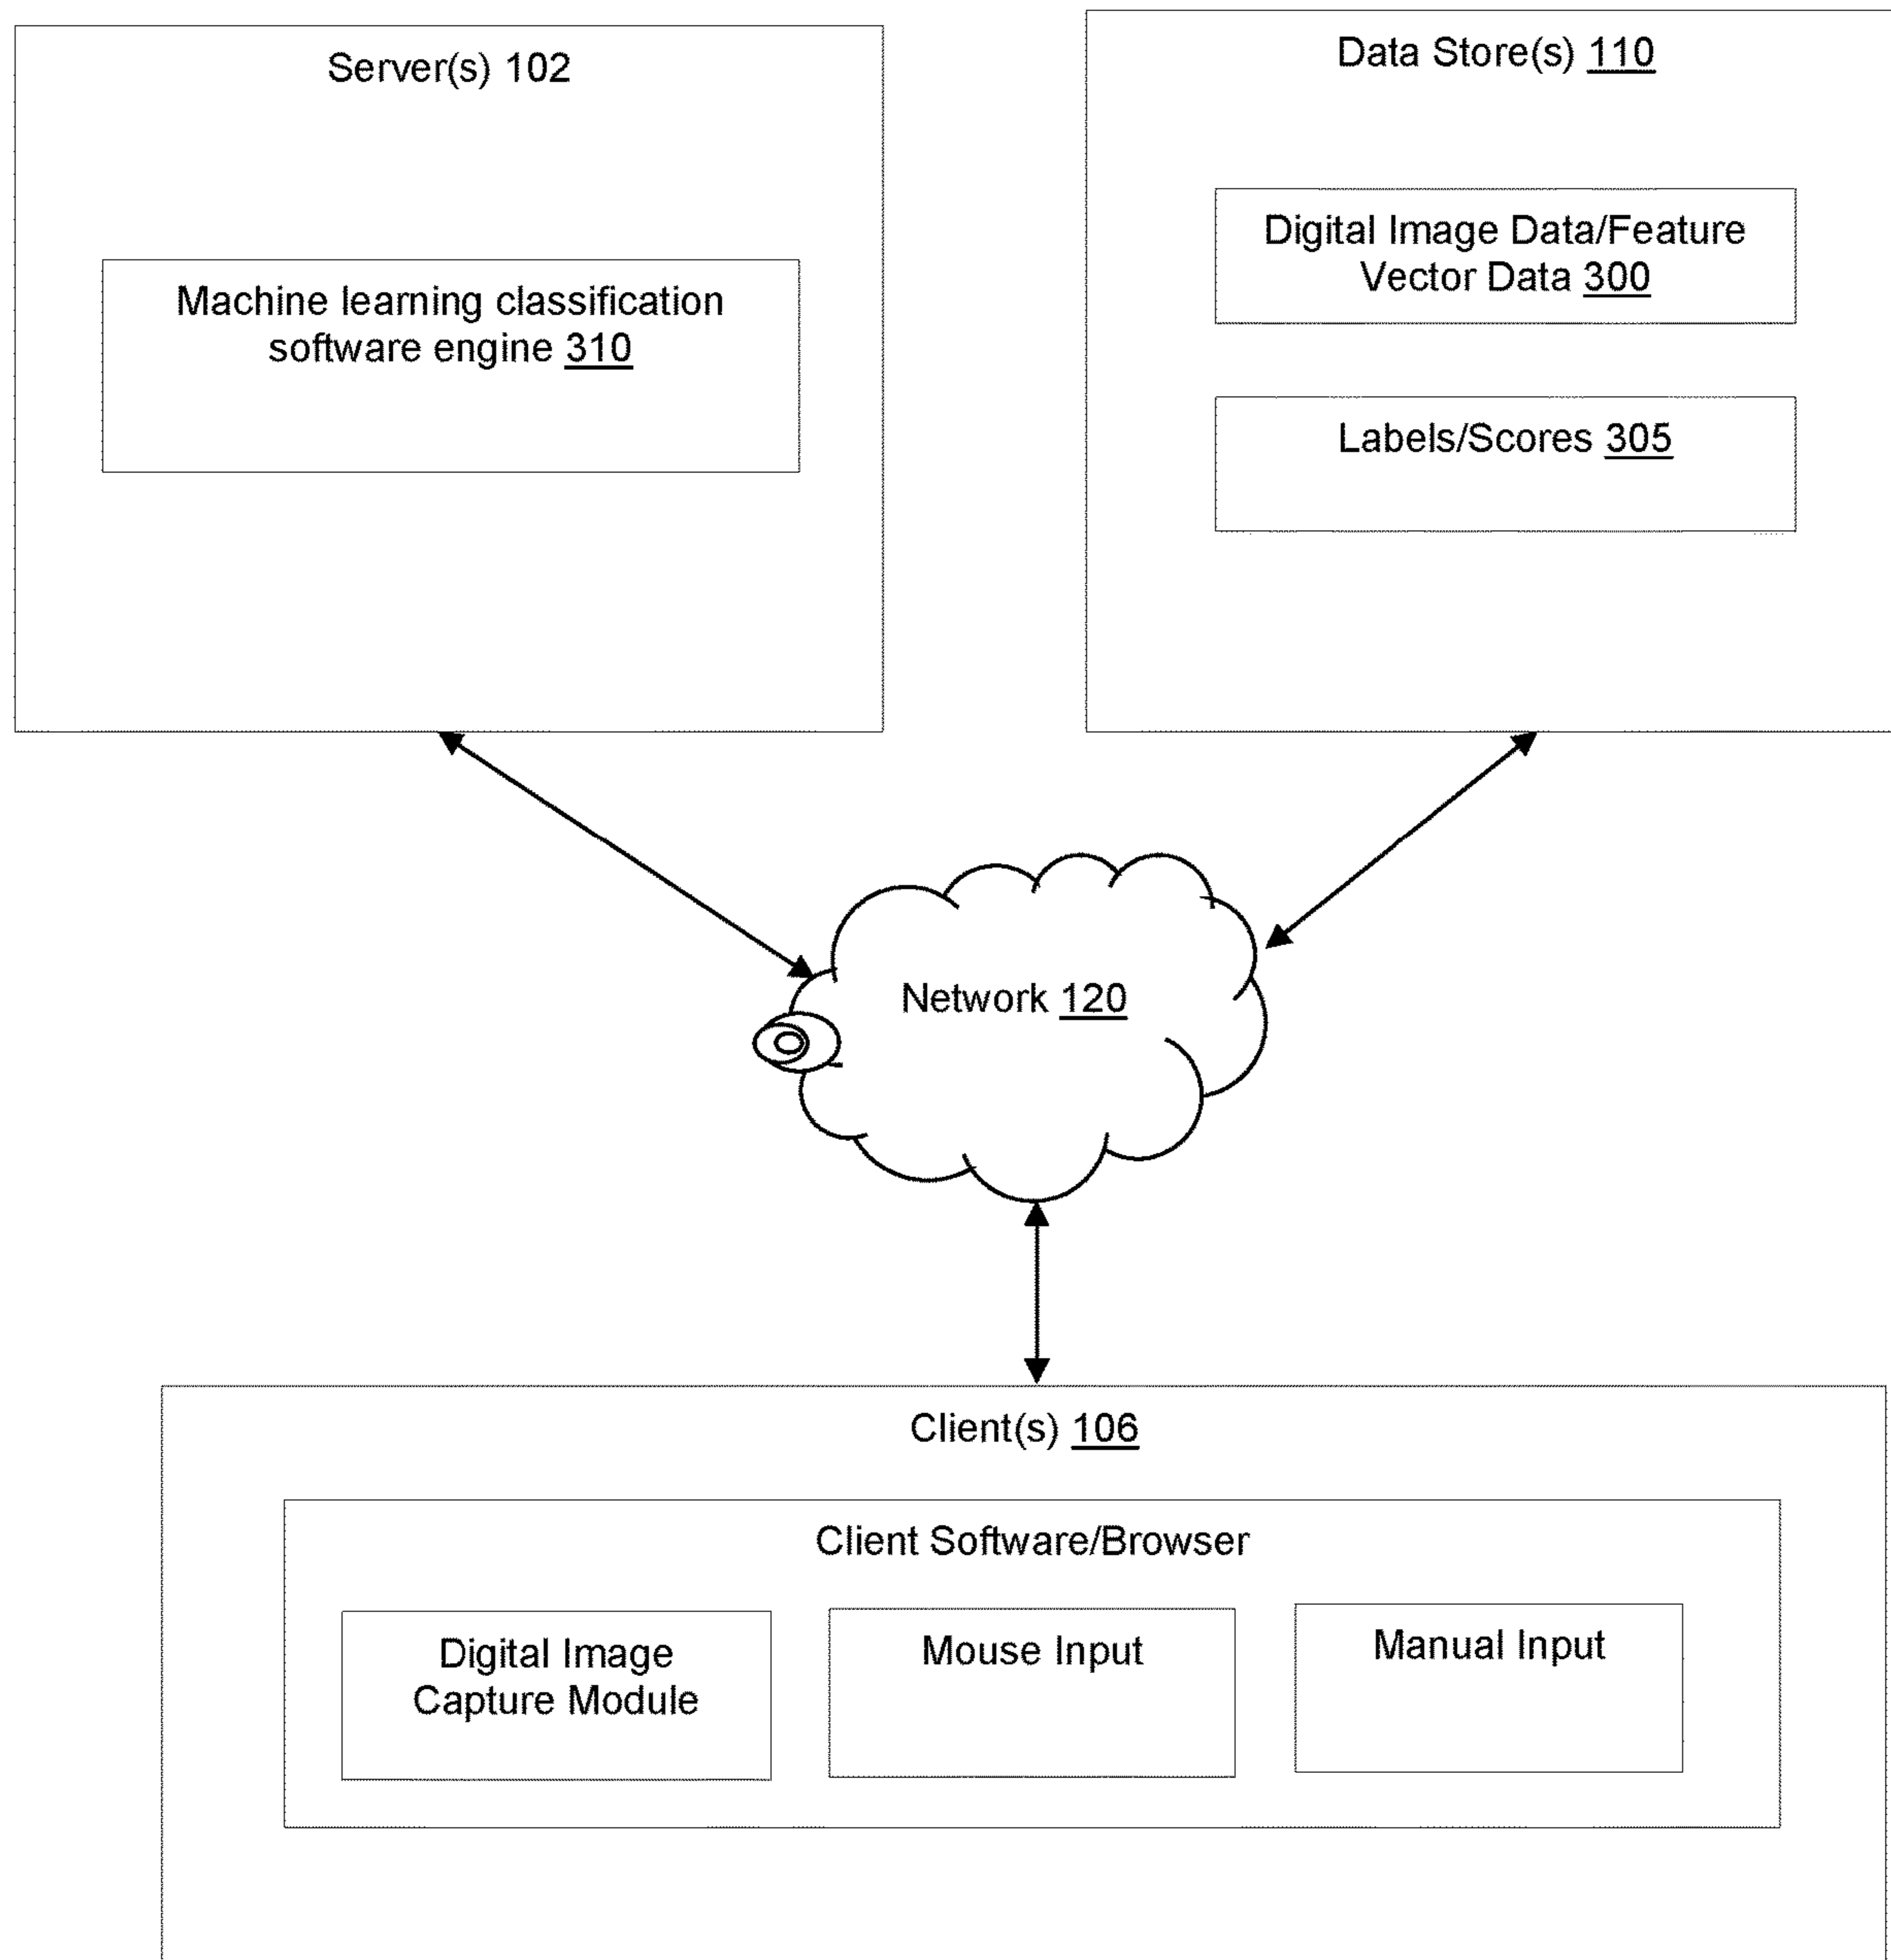 Server(s) 102
Machine learning classification
software engine 310
Data Store(s) 110
Digital Image Data/Feature
Vector Data 300
Labels/Scores 305
Network 120
Client(s) 106
Client Software/Browser
Digital Image
Capture Module
Mouse Input
Manual Input